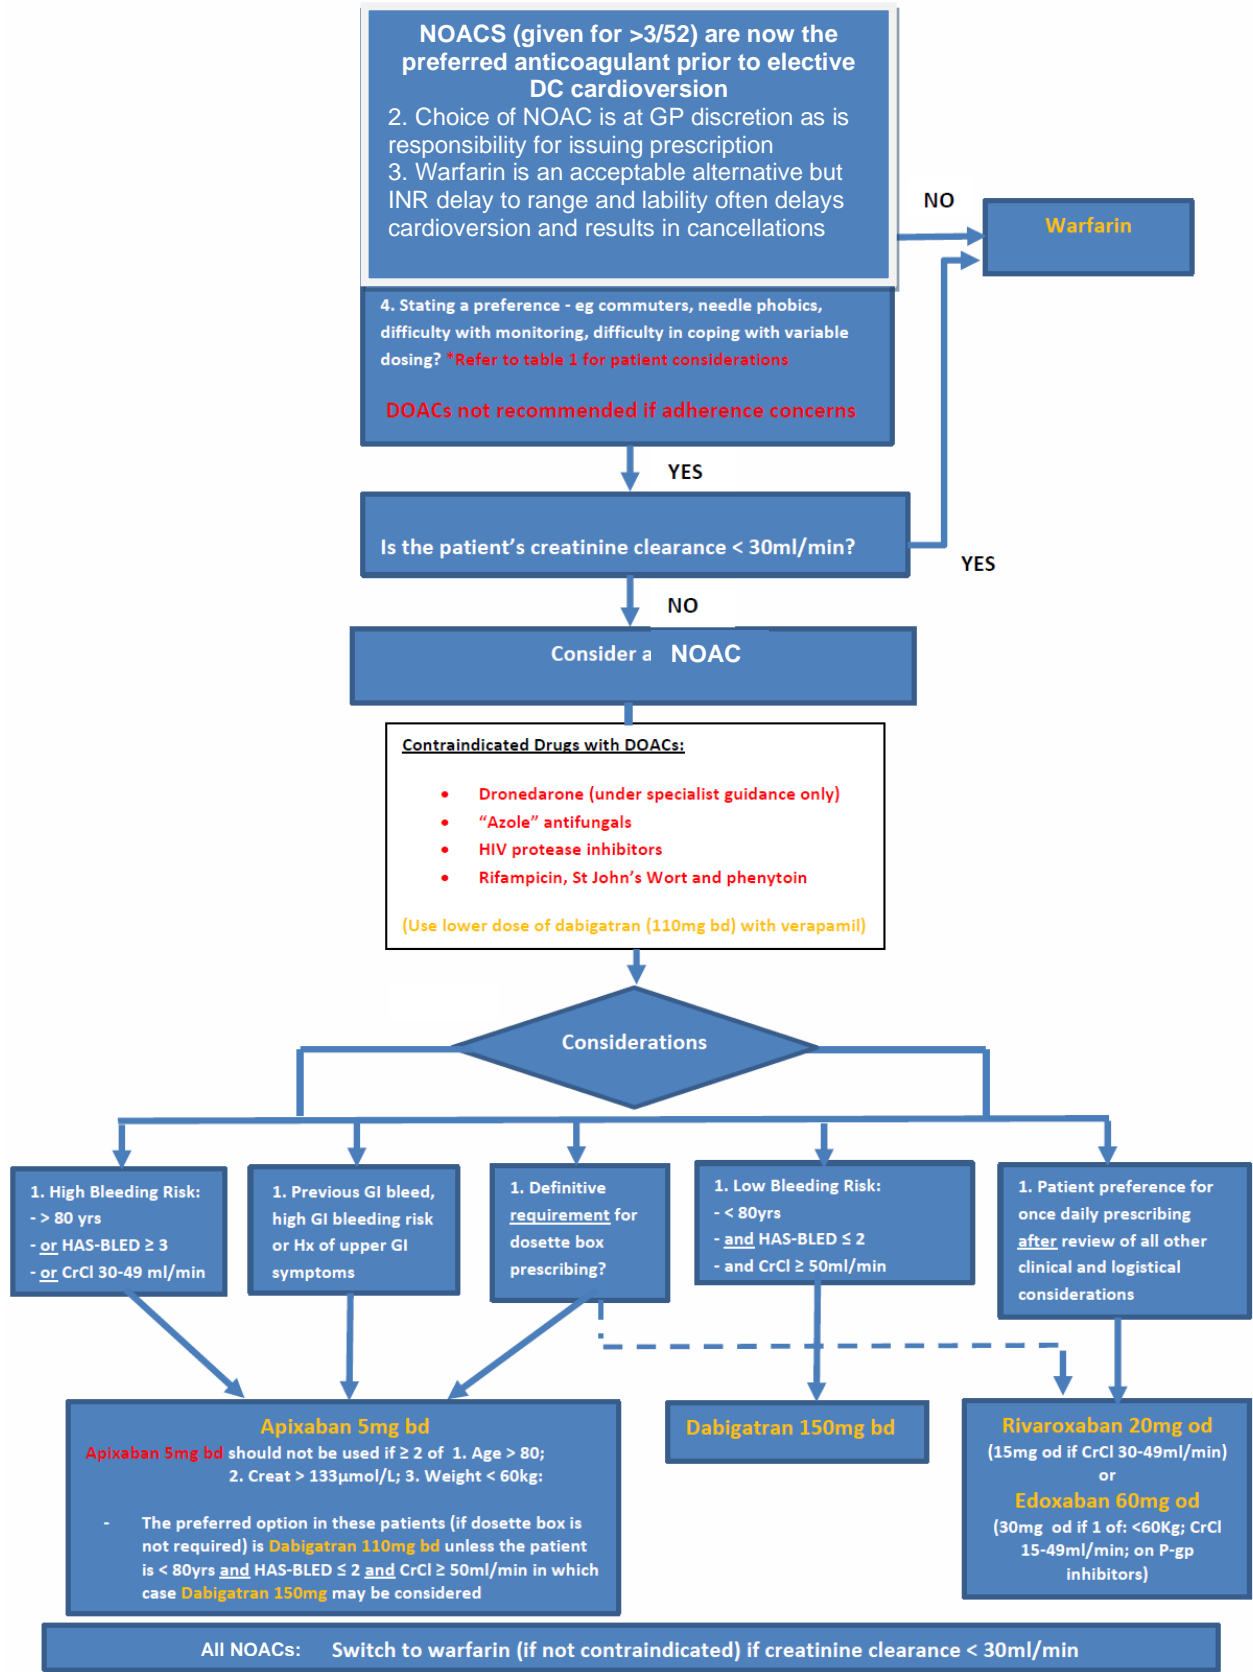 NOACS (given for >3/52) are now the
preferred anticoagulant prior to elective
DC cardioversion
2. Choice of NOAC is at GP discretion as is
responsibility for issuing prescription
3. Warfarin is an acceptable alternative but
INR delay to range and lability often delays
cardioversion and results in cancellations
NO
Warfarin
4. Stating a preference - eg commuters, needle phobics,
difficulty with monitoring, difficulty in coping with variable
dosing? *Refer to table 1 for patient considerations
DOACs not recommended if adherence concerns
YES
Is the patient's creatinine clearance < 30ml/min?
YES
NO
Consider a NOAC
Contraindicated Drugs with DOACs:
• Dronedarone (under specialist guidance only)
• “Azole” antifungals
• HIV protease inhibitors
• Rifampicin, St John's Wort and phenytoin
(Use lower dose of dabigatran (110mg bd) with verapamil)
Considerations
1. High Bleeding Risk:
- > 80 yrs
- or HAS-BLED ≥ 3
- or CrCl 30-49 ml/min
1. Previous GI bleed,
high GI bleeding risk
or Hx of upper GI
symptoms
1. Definitive
requirement for
dosette box
prescribing?
1. Low Bleeding Risk:
- < 80yrs
- and HAS-BLED ≤ 2
- and CrCl ≥ 50ml/min
1. Patient preference for
once daily prescribing
after review of all other
clinical and logistical
considerations
Apixaban 5mg bd
Apixaban 5mg bd should not be used if ≥ 2 of 1. Age > 80;
2. Creat > 133µmol/L; 3. Weight < 60kg:
- The preferred option in these patients (if dosette box is
not required) is Dabigatran 110mg bd unless the patient
is < 80yrs and HAS-BLED ≤ 2 and CrCl ≥ 50ml/min in which
case Dabigatran 150mg may be considered
Dabigatran 150mg bd
Rivaroxaban 20mg od
(15mg od if CrCl 30-49ml/min)
or
Edoxaban 60mg od
(30mg od if 1 of: <60Kg; CrCl
15-49ml/min; on P-gp
inhibitors)
All NOACs: Switch to warfarin (if not contraindicated) if creatinine clearance < 30ml/min